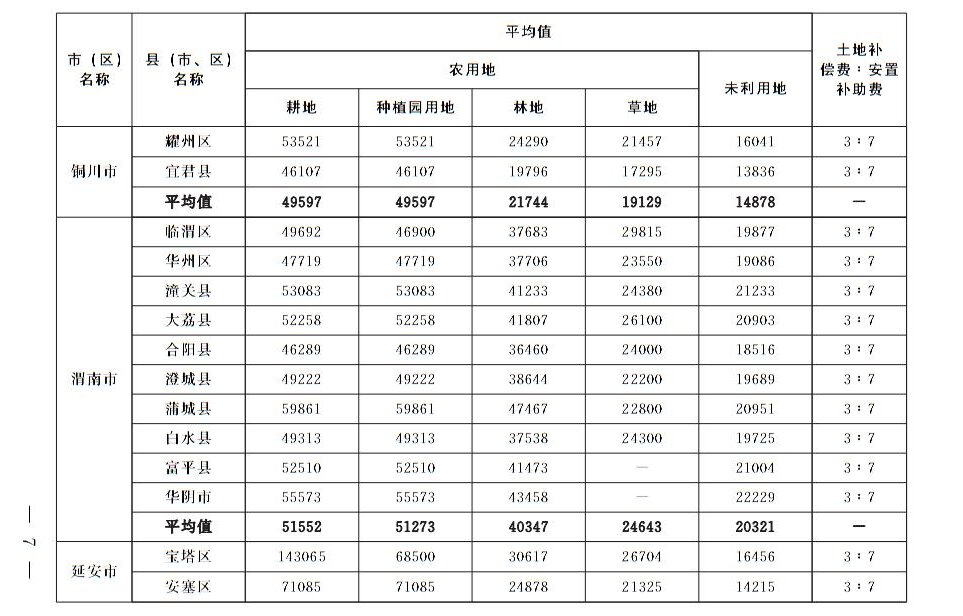 市（区）名称 县（市、区）名称 平均值 土地补偿费：安置补助费
农用地 未利用地
耕地 种植园用地 林地 草地
铜川市 耀州区 53521 53521 24290 21457 16041 3：7
宜君县 46107 46107 19796 17295 13836 3：7
平均值 49597 49597 21744 19129 14878 —
渭南市 临渭区 49692 46900 37683 29815 19877 3：7
华州区 47719 47719 37706 23550 19086 3：7
潼关县 53083 53083 41233 24380 21233 3：7
大荔县 52258 52258 41807 26100 20903 3：7
合阳县 46289 46289 36460 24000 18516 3：7
澄城县 49222 49222 38644 22200 19689 3：7
蒲城县 59861 59861 47467 22800 20951 3：7
白水县 49313 49313 37538 24300 19725 3：7
富平县 52510 52510 41473 — 21004 3：7
华阴市 55573 55573 43458 — 22229 3：7
平均值 51552 51273 40347 24643 20321 —
延安市 宝塔区 143065 68500 30617 26704 16456 3：7
安塞区 71085 71085 24878 21325 14215 3：7
— 7 —